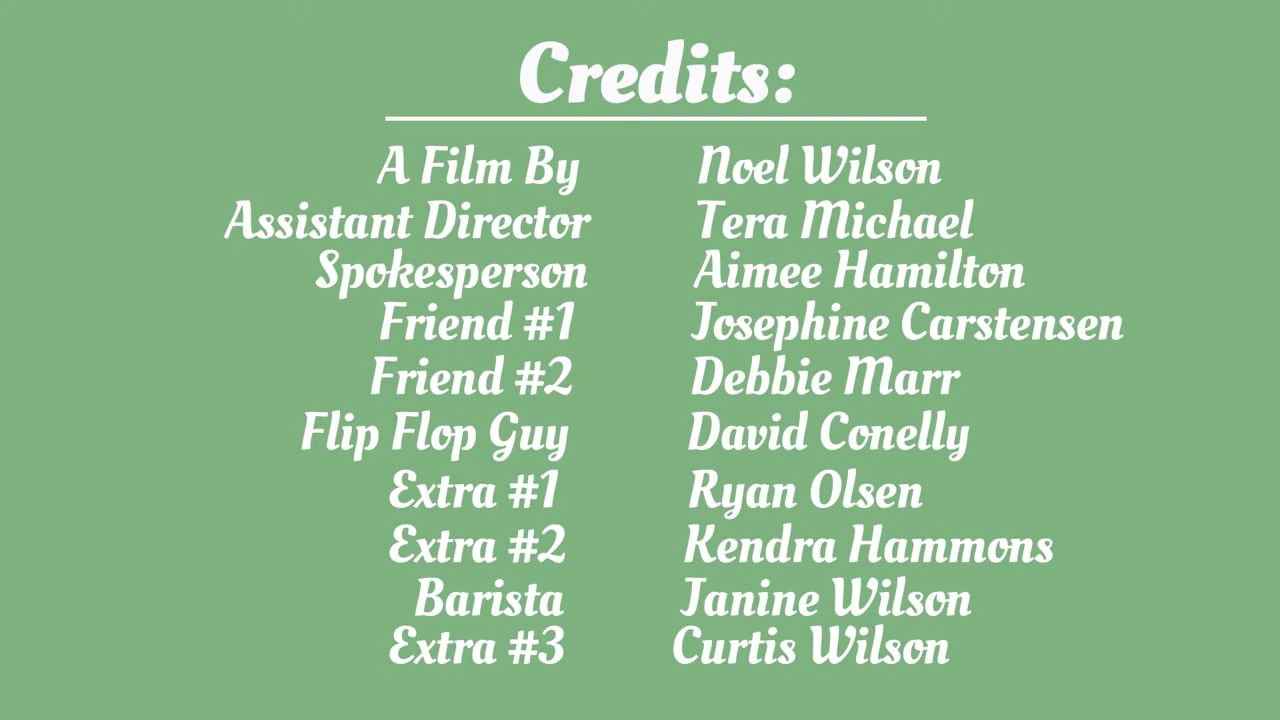 Credits:
A Film By Noel Wilson
Assistant Director Tera Michael
Spokesperson Aimee Hamilton
Friend #1 Josephine Carstensen
Friend #2 Debbie Marr
Flip Flop Guy David Conelly
Extra #1 Ryan Olsen
Extra #2 Kendra Hammons
Barista Janine Wilson
Extra #3 Curtis Wilson